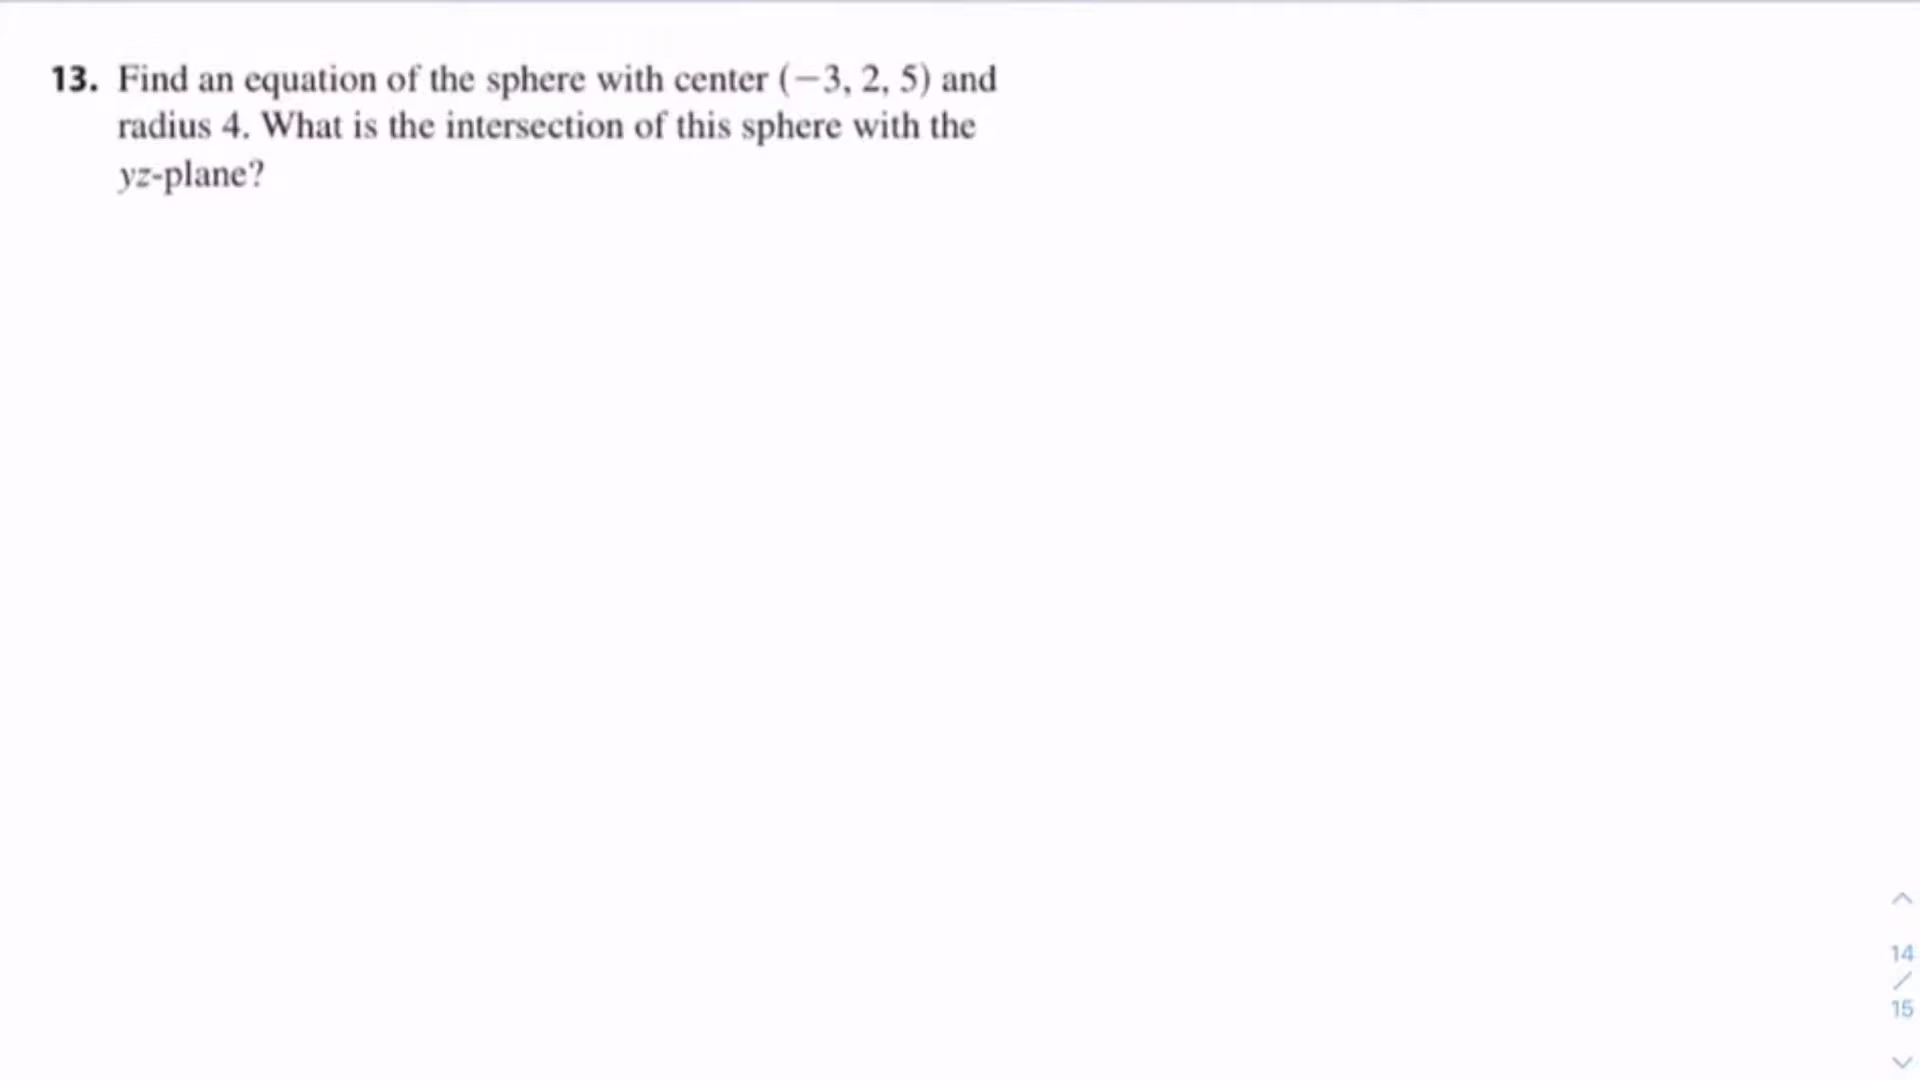 13. Find an equation of the sphere with center (−3, 2, 5) and
radius 4. What is the intersection of this sphere with the
yz-plane?
14
/
15